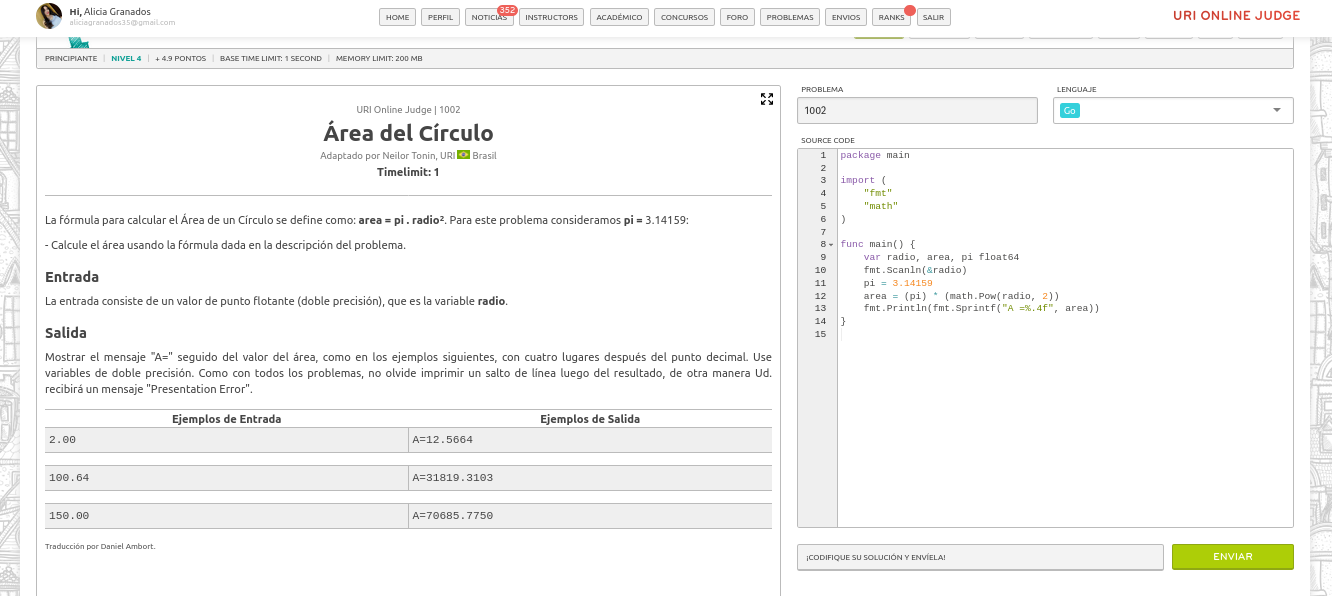 Hi, Alicia Granados
aliciagranados35@gmail.com
HOME PERFIL NOTICIAS 352 INSTRUCTORS ACADÉMICO CONCURSOS FORO PROBLEMAS ENVIOS RANKS SALIR
URI ONLINE JUDGE
PRINCIPIANTE | NIVEL 4 | + 4.9 PONTOS | BASE TIME LIMIT: 1 SECOND | MEMORY LIMIT: 200 MB
URI Online Judge | 1002
Área del Círculo
Adaptado por Neilor Tonin, URI Brasil
Timelimit: 1
La fórmula para calcular el Área de un Círculo se define como: area = pi . radio². Para este problema consideramos pi = 3.14159:
- Calcule el área usando la fórmula dada en la descripción del problema.
Entrada
La entrada consiste de un valor de punto flotante (doble precisión), que es la variable radio.
Salida
Mostrar el mensaje "A=" seguido del valor del área, como en los ejemplos siguientes, con cuatro lugares después del punto decimal. Use
variables de doble precisión. Como con todos los problemas, no olvide imprimir un salto de línea luego del resultado, de otra manera Ud.
recibirá un mensaje "Presentation Error".
Ejemplos de Entrada Ejemplos de Salida
2.00 A=12.5664
100.64 A=31819.3103
150.00 A=70685.7750
Traducción por Daniel Ambort.
PROBLEMA LENGUAJE
1002 Go
SOURCE CODE
1 package main
2
3 import (
4 "fmt"
5 "math"
6 )
7
8 func main() {
9 var radio, area, pi float64
10 fmt.Scanln(&radio)
11 pi = 3.14159
12 area = (pi) * (math.Pow(radio, 2))
13 fmt.Println(fmt.Sprintf("A =%.4f", area))
14 }
15
¡CODIFIQUE SU SOLUCIÓN Y ENVÍELA! ENVIAR